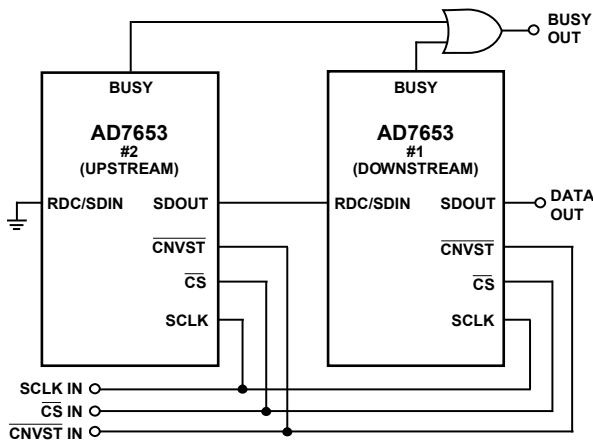 BUSY
OUT
BUSY
BUSY
AD7653
#2
(UPSTREAM)
AD7653
#1
(DOWNSTREAM)
RDC/SDIN
SDOUT
RDC/SDIN
SDOUT
DATA
OUT
CNVST
CNVST
CS
CS
SCLK
SCLK
SCLK IN
CS IN
CNVST IN